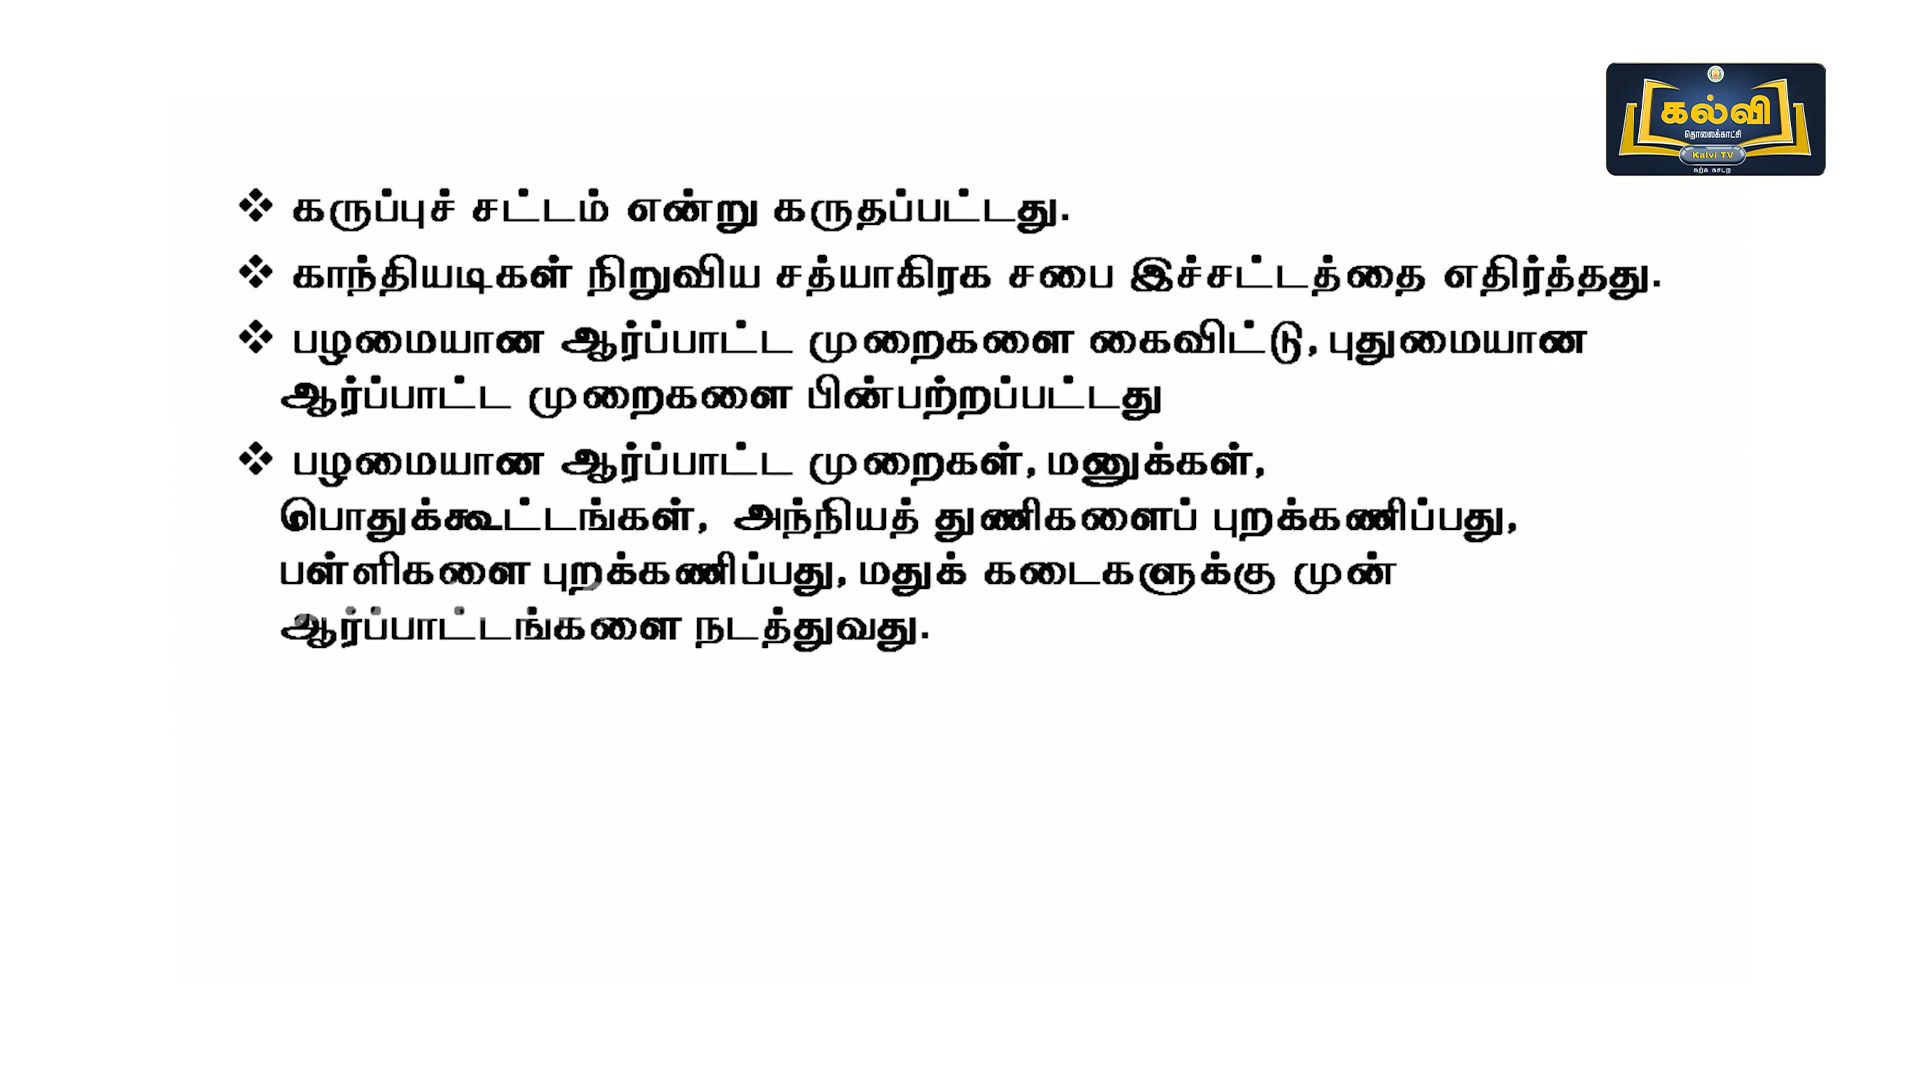 கல்வி
தொலைக்காட்சி
Kalvi TV
கற்க கசடற
❖ கருப்புச் சட்டம் என்று கருதப்பட்டது.
❖ காந்தியடிகள் நிறுவிய சத்யாகிரக சபை இச்சட்டத்தை எதிர்த்தது.
❖ பழமையான ஆர்ப்பாட்ட முறைகளை கைவிட்டு, புதுமையான
ஆர்ப்பாட்ட முறைகளை பின்பற்றப்பட்டது
❖ பழமையான ஆர்ப்பாட்ட முறைகள், மனுக்கள்,
பொதுக்கூட்டங்கள், அந்நியத் துணிகளைப் புறக்கணிப்பது,
பள்ளிகளை புறக்கணிப்பது, மதுக் கடைகளுக்கு முன்
ஆர்ப்பாட்டங்களை நடத்துவது.